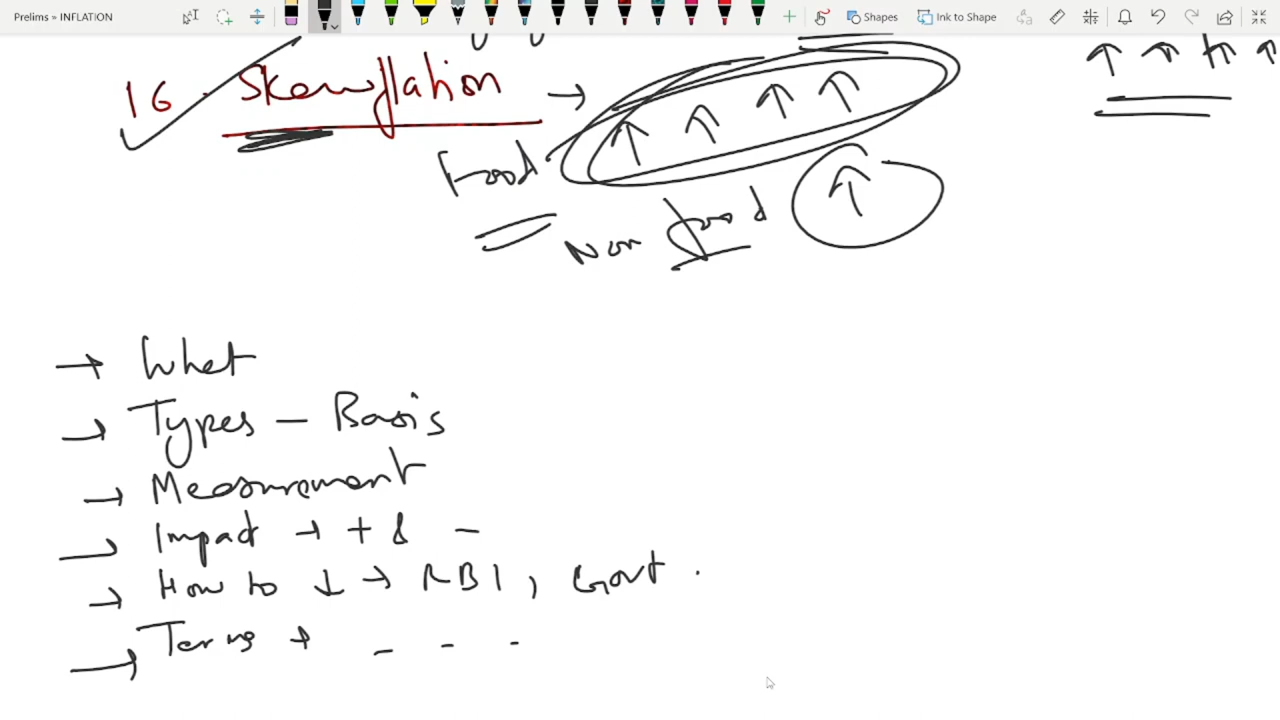 Prelims » INFLATION
Shapes
Ink to Shape
16. Skewflation →
Food ↑ ↑ ↑ ↑
Non food ↑
↑ ↑ ↑ ↑
→ What
→ Types - Basis
→ Measurement
→ Impact → + & -
→ How to ↓ → RBI, Govt.
→ Terms → - - -